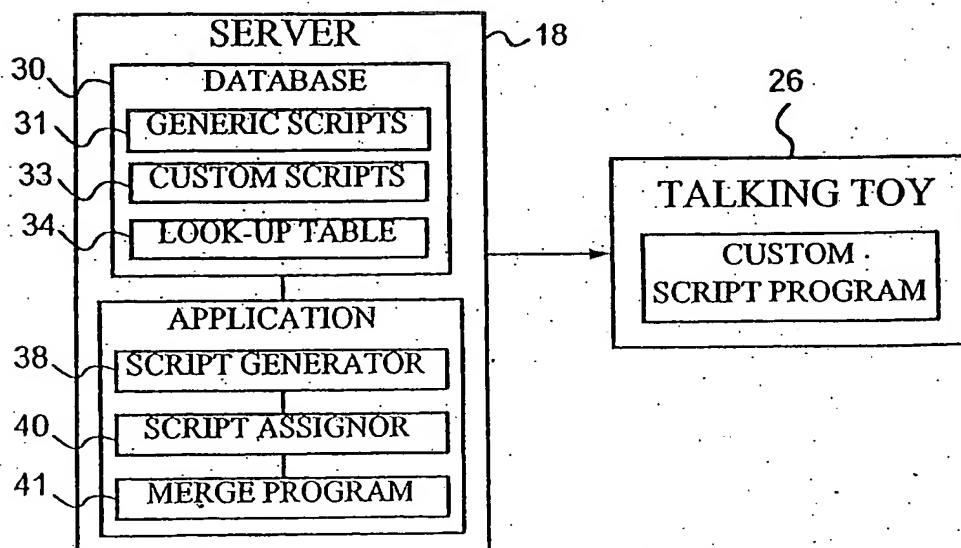 SERVER
18
30
DATABASE
31
GENERIC SCRIPTS
33
CUSTOM SCRIPTS
34
LOOK-UP TABLE
26
TALKING TOY
CUSTOM
SCRIPT PROGRAM
APPLICATION
38
SCRIPT GENERATOR
40
SCRIPT ASSIGNOR
41
MERGE PROGRAM